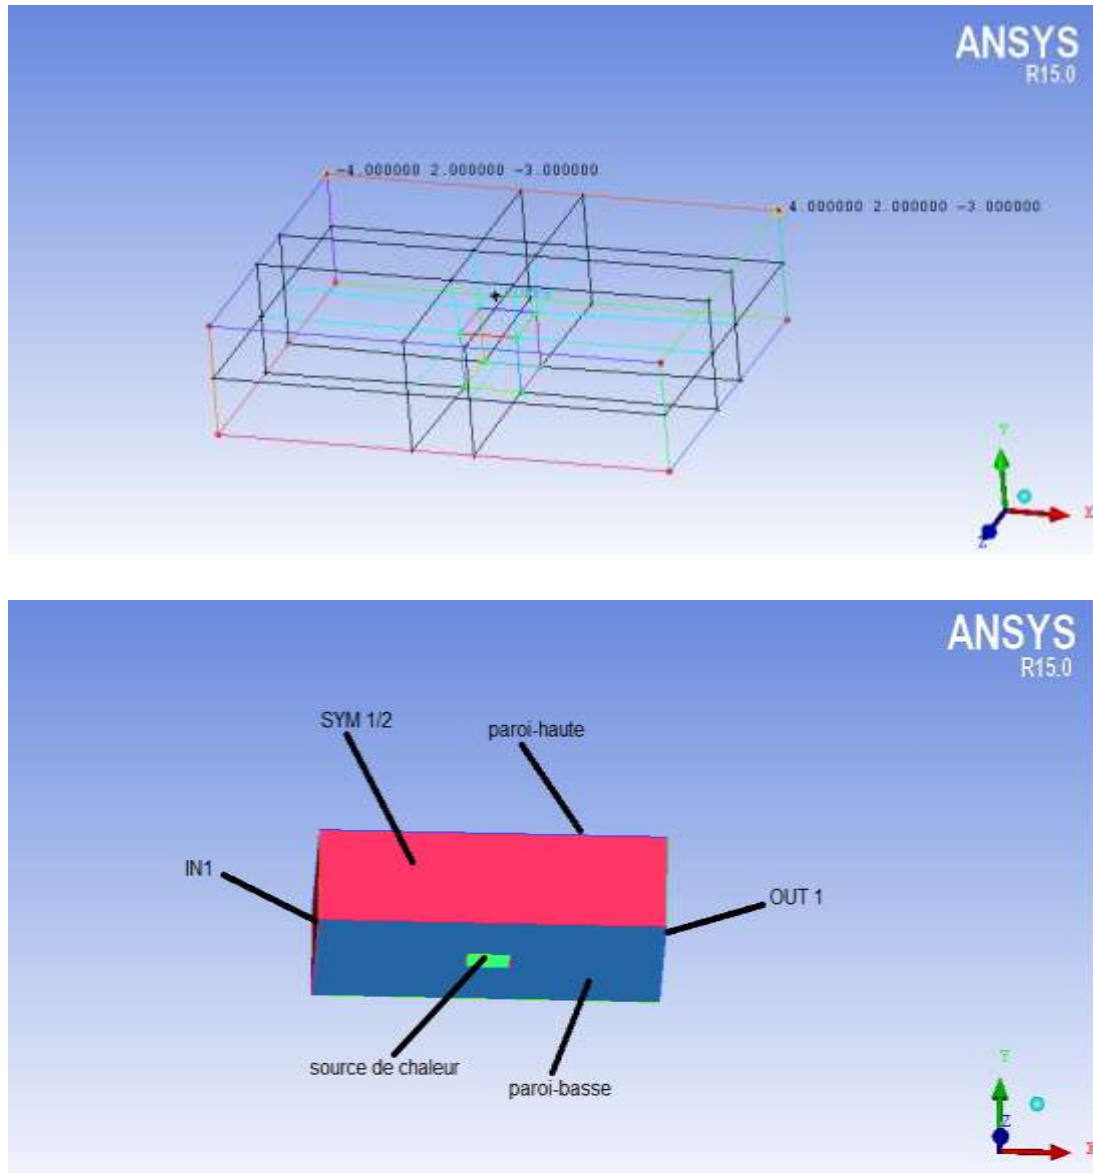 ANSYS
R15.0
-4.000000 2.000000 -3.000000
4.000000 2.000000 -3.000000
Y
X
Z
ANSYS
R15.0
SYM 1/2
paroi-haute
IN1
OUT 1
source de chaleur
paroi-basse
Y
Z
X